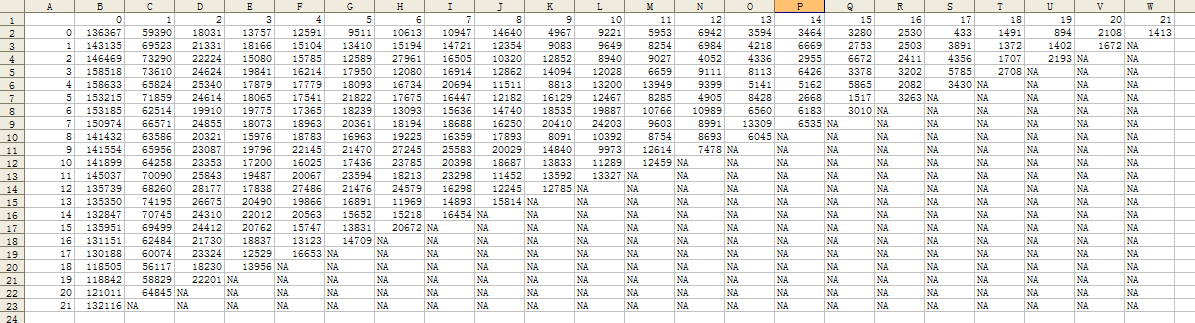 A B C D E F G H I J K L M N O P Q R S T U V W
1 0 1 2 3 4 5 6 7 8 9 10 11 12 13 14 15 16 17 18 19 20 21
2 0 136367 59390 18031 13757 12591 9511 10613 10947 14640 4967 9221 5953 6942 3594 3464 3280 2530 433 1491 894 2108 1413
3 1 143135 69523 21331 18166 15104 13410 15194 14721 12354 9083 9649 8254 6984 4218 6669 2753 2503 3891 1372 1402 1672 NA
4 2 146469 73290 22224 15080 15785 12589 27961 16505 10320 12852 8940 9027 4052 4336 2955 6672 2411 4356 1707 2193 NA NA
5 3 158518 73610 24624 19841 16214 17950 12080 16914 12862 14094 12028 6659 9111 8113 6426 3378 3202 5785 2708 NA NA NA
6 4 158633 65824 25340 17879 17779 18093 16734 20694 11511 8813 13200 13949 9399 5141 5162 5865 2082 3430 NA NA NA NA
7 5 153215 71859 24614 18065 17541 21822 17675 16447 12182 16129 12467 8285 4905 8428 2668 1517 3263 NA NA NA NA NA
8 6 153185 62514 19910 19775 17365 18239 13093 15636 14740 18535 19887 10766 10989 6560 6183 3010 NA NA NA NA NA NA
9 7 150974 66571 24855 18073 18963 20361 18194 18688 16250 20410 24203 9603 8991 13309 6535 NA NA NA NA NA NA NA
10 8 141432 63586 20321 15976 18783 16963 19225 16359 17893 8091 10392 8754 8693 6045 NA NA NA NA NA NA NA NA
11 9 141554 65956 23087 19796 22145 21470 27245 25583 20029 14840 9973 12614 7478 NA NA NA NA NA NA NA NA NA
12 10 141899 64258 23353 17200 16025 17436 23785 20398 18687 13833 11289 12459 NA NA NA NA NA NA NA NA NA NA
13 11 145037 70090 25843 19487 20067 23594 18213 23298 11452 13592 13327 NA NA NA NA NA NA NA NA NA NA NA
14 12 135739 68260 28177 17838 27486 21476 24579 16298 12245 12785 NA NA NA NA NA NA NA NA NA NA NA NA
15 13 135350 74195 26675 20490 19866 16891 11969 14893 15814 NA NA NA NA NA NA NA NA NA NA NA NA NA
16 14 132847 70745 24310 22012 20563 15652 15218 16454 NA NA NA NA NA NA NA NA NA NA NA NA NA NA
17 15 135951 69499 24412 20762 15747 13831 20672 NA NA NA NA NA NA NA NA NA NA NA NA NA NA NA
18 16 131151 62484 21730 18837 13123 14709 NA NA NA NA NA NA NA NA NA NA NA NA NA NA NA NA
19 17 130188 60074 23324 12529 16653 NA NA NA NA NA NA NA NA NA NA NA NA NA NA NA NA NA
20 18 118505 56117 18230 13956 NA NA NA NA NA NA NA NA NA NA NA NA NA NA NA NA NA NA
21 19 118842 58829 22201 NA NA NA NA NA NA NA NA NA NA NA NA NA NA NA NA NA NA NA
22 20 121011 64845 NA NA NA NA NA NA NA NA NA NA NA NA NA NA NA NA NA NA NA NA
23 21 132116 NA NA NA NA NA NA NA NA NA NA NA NA NA NA NA NA NA NA NA NA NA
24